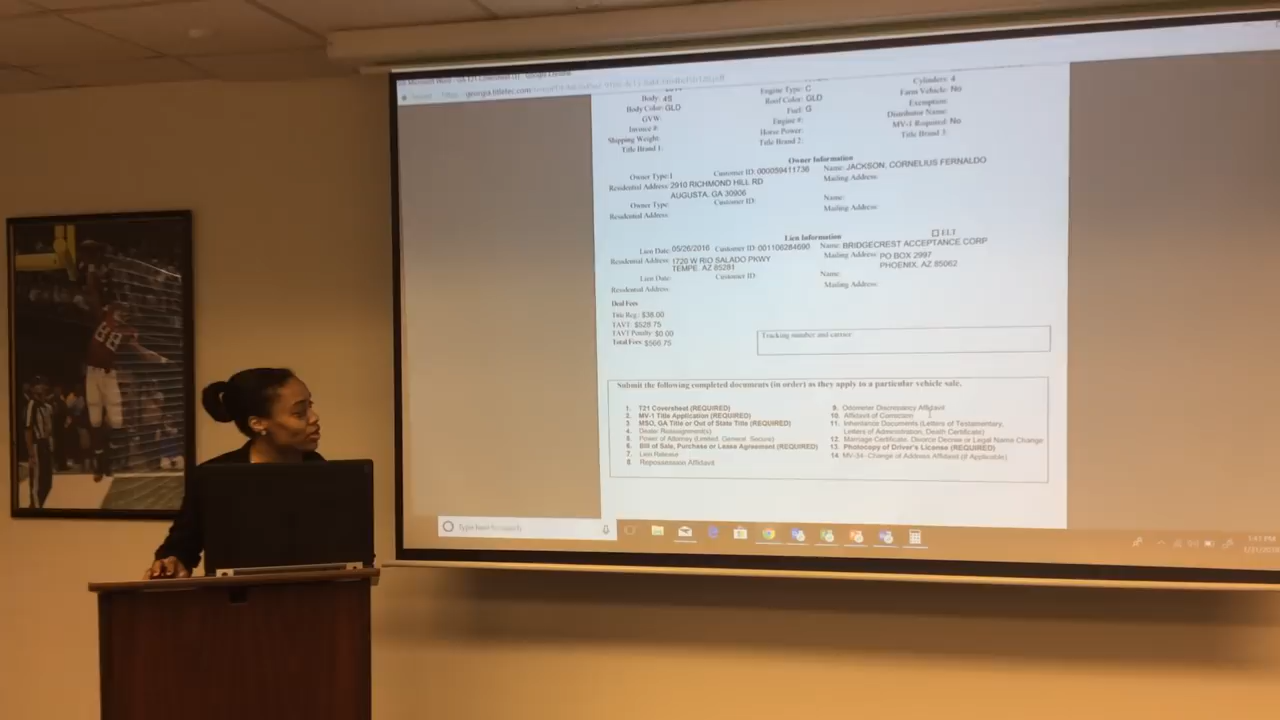 georgia.titletec.com
Body: 4S
Engine Type: C
Cylinders: 4
Body Color: GLD
Roof Color: GLD
Farm Vehicle: No
GVW:
Fuel: G
Exemption:
Invoice #:
Engine #:
Distributor Name:
Shipping Weight:
Horse Power:
MV-1 Required: No
Title Brand 1:
Title Brand 2:
Title Brand 3:
Owner Information
Owner Type: I
Customer ID: 000059411736
Name: JACKSON, CORNELIUS FERNALDO
Residential Address: 2910 RICHMOND HILL RD
Mailing Address:
AUGUSTA, GA 30906
Owner Type:
Customer ID:
Name:
Residential Address:
Mailing Address:
Lien Information
ELT
Lien Date: 05/26/2016
Customer ID: 001106284690
Name: BRIDGECREST ACCEPTANCE CORP
Residential Address: 1720 W RIO SALADO PKWY
Mailing Address: PO BOX 2997
TEMPE, AZ 85281
PHOENIX, AZ 85062
Lien Date:
Customer ID:
Name:
Residential Address:
Mailing Address:
Deal Fees
Title Reg: $38.00
TAVT: $528.75
TAVT Penalty: $0.00
Total Fees: $566.75
Tracking number and carrier:
Submit the following completed documents (in order) as they apply to a particular vehicle sale.
1. T21 Coversheet (REQUIRED)
2. MV-1 Title Application (REQUIRED)
3. MSO, GA Title or Out of State Title (REQUIRED)
4. Dealer Reassignment(s)
5. Power of Attorney (Limited, General, Secure)
6. Bill of Sale, Purchase or Lease Agreement (REQUIRED)
7. Lien Release
8. Repossession Affidavit
9. Odometer Discrepancy Affidavit
10. Affidavit of Correction
11. Inheritance Documents (Letters of Testamentary,
Letters of Administration, Death Certificate)
12. Marriage Certificate, Divorce Decree or Legal Name Change
13. Photocopy of Driver's License (REQUIRED)
14. MV-34- Change of Address Affidavit (If Applicable)
Type here to search
1:41 PM
88